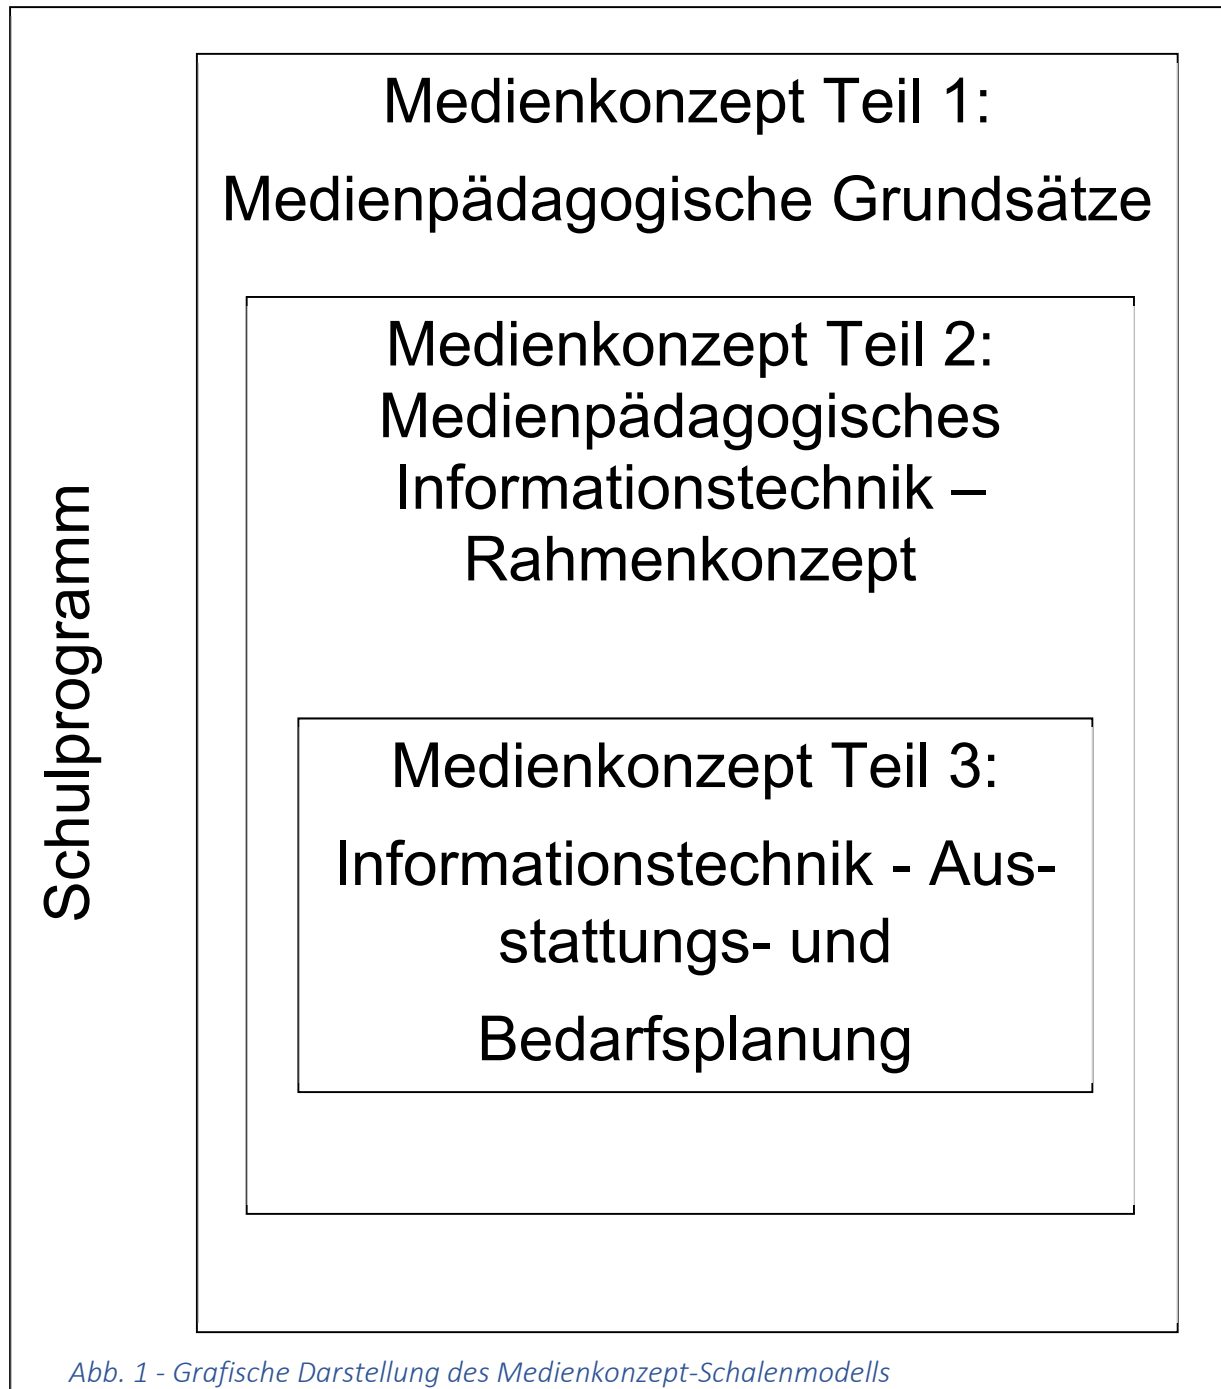 Schulprogramm
Medienkonzept Teil 1:
Medienpädagogische Grundsätze
Medienkonzept Teil 2:
Medienpädagogisches
Informationstechnik –
Rahmenkonzept
Medienkonzept Teil 3:
Informationstechnik - Aus-
stattungs- und
Bedarfsplanung
Abb. 1 - Grafische Darstellung des Medienkonzept-Schalenmodells